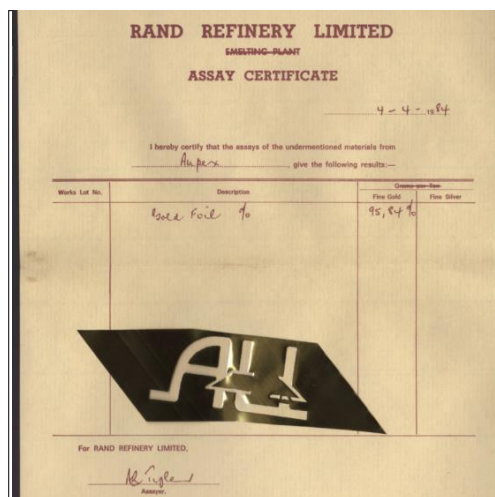 RAND REFINERY LIMITED
SMELTING PLANT
ASSAY CERTIFICATE
4 - 4 - 1984
I hereby certify that the assays of the undermentioned materials from
Aupex give the following results:—
Works Lot No. Description Grams per Ton
Fine Gold Fine Silver
Gold Foil % 95,84 %
For RAND REFINERY LIMITED,
Assayer.